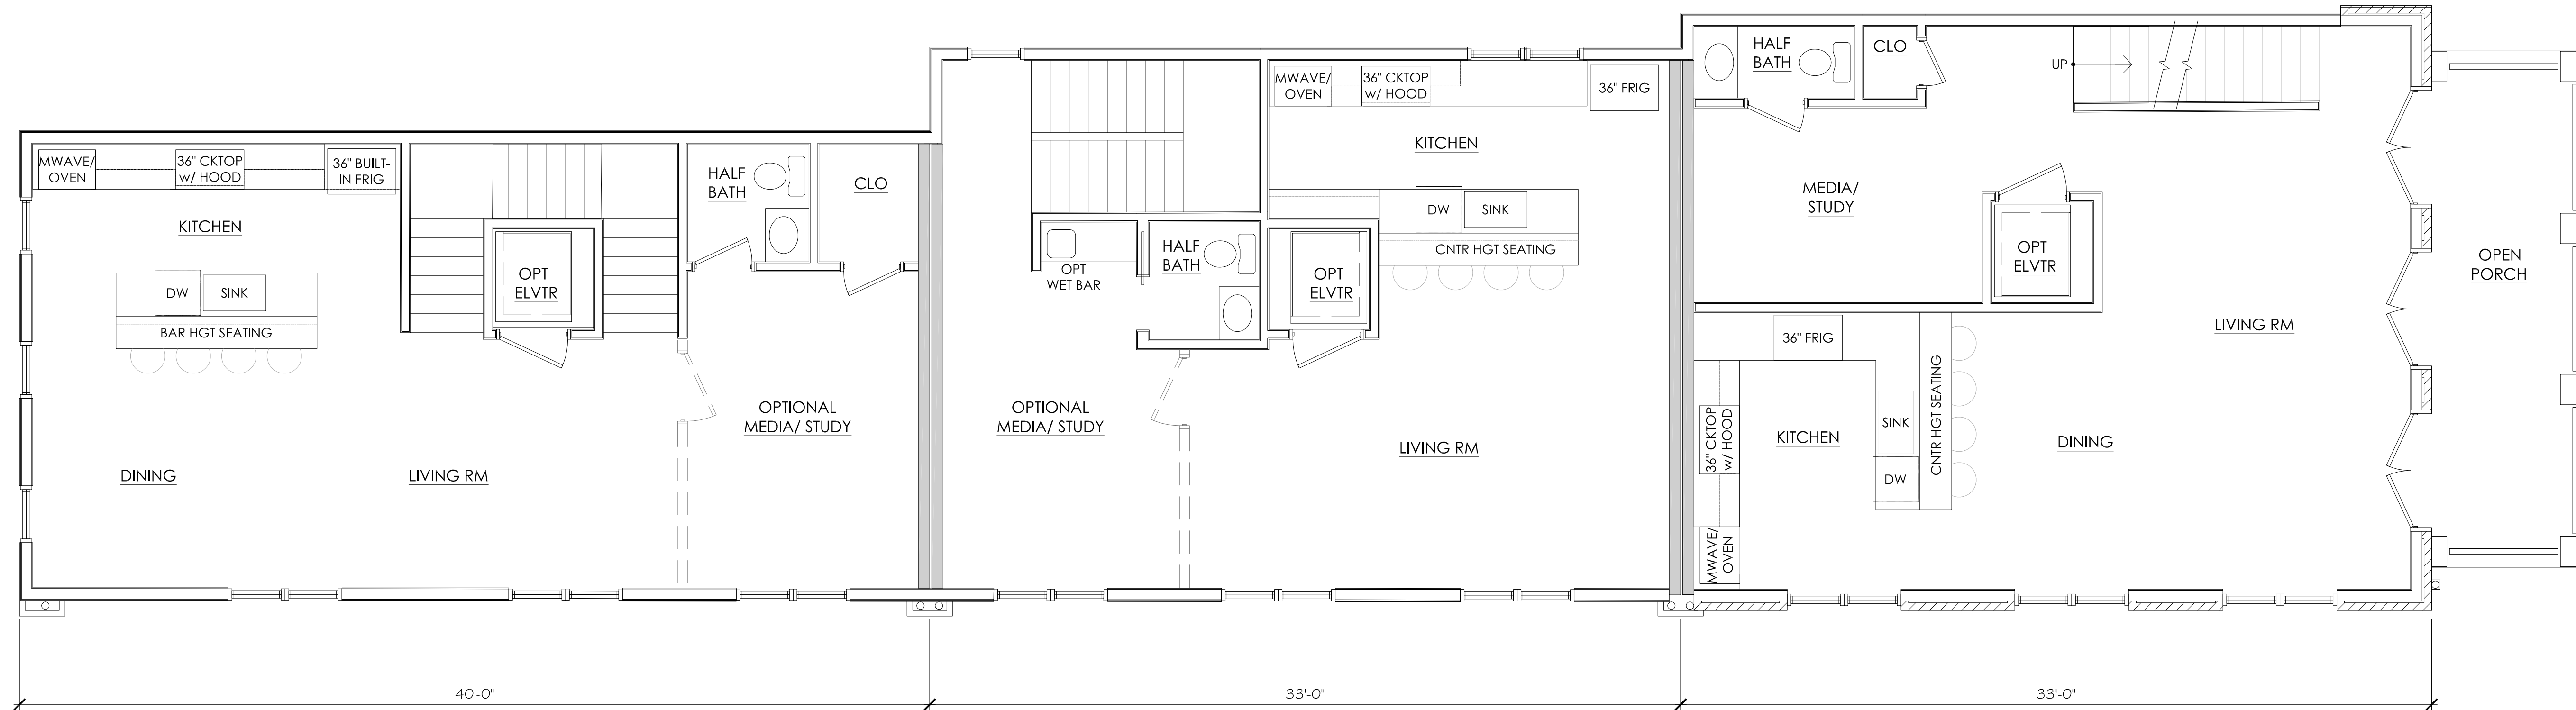 MWAVE/
OVEN
36" CKTOP
w/ HOOD
36" BUILT-
IN FRIG
KITCHEN
DW
SINK
BAR HGT SEATING
DINING
LIVING RM
OPT
ELVTR
HALF
BATH
CLO
OPTIONAL
MEDIA/ STUDY
40'-0"
MWAVE/
OVEN
36" CKTOP
w/ HOOD
36" FRIG
KITCHEN
DW
SINK
CNTR HGT SEATING
OPT
WET BAR
HALF
BATH
OPT
ELVTR
OPTIONAL
MEDIA/ STUDY
LIVING RM
33'-0"
HALF
BATH
CLO
UP
MEDIA/
STUDY
OPT
ELVTR
OPEN
PORCH
LIVING RM
36" FRIG
36" CKTOP
w/ HOOD
KITCHEN
SINK
DW
CNTR HGT SEATING
DINING
MWAVE/
OVEN
33'-0"